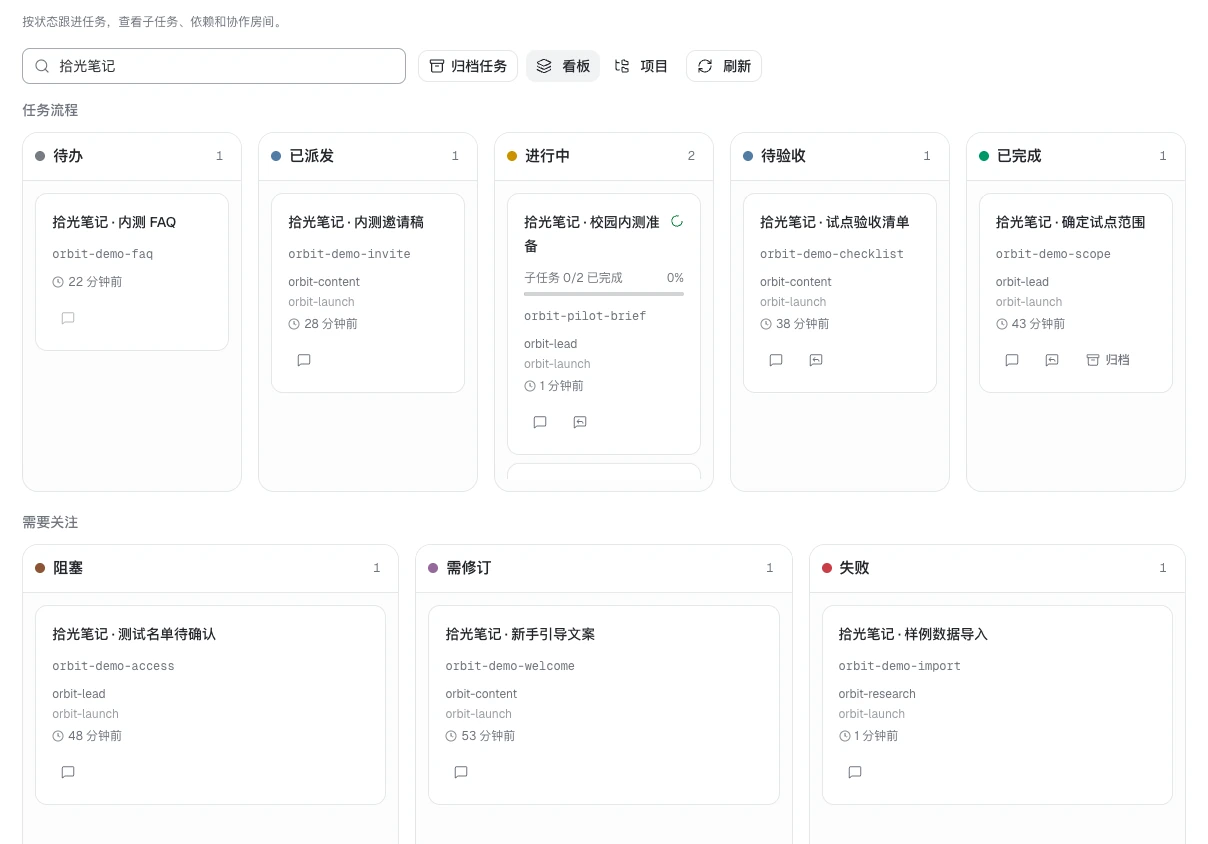 按状态跟进任务，查看子任务、依赖和协作房间。
拾光笔记
归档任务
看板
项目
刷新
任务流程
待办 1
拾光笔记 · 内测 FAQ
orbit-demo-faq
22 分钟前
已派发 1
拾光笔记 · 内测邀请稿
orbit-demo-invite
orbit-content
orbit-launch
28 分钟前
进行中 2
拾光笔记 · 校园内测准
备
子任务 0/2 已完成 0%
orbit-pilot-brief
orbit-lead
orbit-launch
1 分钟前
待验收 1
拾光笔记 · 试点验收清单
orbit-demo-checklist
orbit-content
orbit-launch
38 分钟前
已完成 1
拾光笔记 · 确定试点范围
orbit-demo-scope
orbit-lead
orbit-launch
43 分钟前
归档
需要关注
阻塞 1
拾光笔记 · 测试名单待确认
orbit-demo-access
orbit-lead
orbit-launch
48 分钟前
需修订 1
拾光笔记 · 新手引导文案
orbit-demo-welcome
orbit-content
orbit-launch
53 分钟前
失败 1
拾光笔记 · 样例数据导入
orbit-demo-import
orbit-research
orbit-launch
1 分钟前